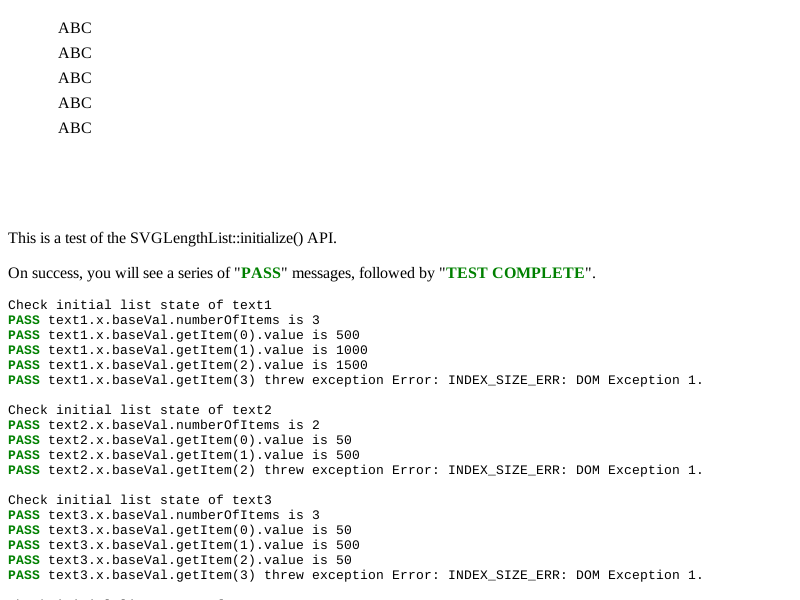 ABC
ABC
ABC
ABC
ABC
This is a test of the SVGLengthList::initialize() API.
On success, you will see a series of "PASS" messages, followed by "TEST COMPLETE".
Check initial list state of text1
PASS text1.x.baseVal.numberOfItems is 3
PASS text1.x.baseVal.getItem(0).value is 500
PASS text1.x.baseVal.getItem(1).value is 1000
PASS text1.x.baseVal.getItem(2).value is 1500
PASS text1.x.baseVal.getItem(3) threw exception Error: INDEX_SIZE_ERR: DOM Exception 1.
Check initial list state of text2
PASS text2.x.baseVal.numberOfItems is 2
PASS text2.x.baseVal.getItem(0).value is 50
PASS text2.x.baseVal.getItem(1).value is 500
PASS text2.x.baseVal.getItem(2) threw exception Error: INDEX_SIZE_ERR: DOM Exception 1.
Check initial list state of text3
PASS text3.x.baseVal.numberOfItems is 3
PASS text3.x.baseVal.getItem(0).value is 50
PASS text3.x.baseVal.getItem(1).value is 500
PASS text3.x.baseVal.getItem(2).value is 50
PASS text3.x.baseVal.getItem(3) threw exception Error: INDEX_SIZE_ERR: DOM Exception 1.